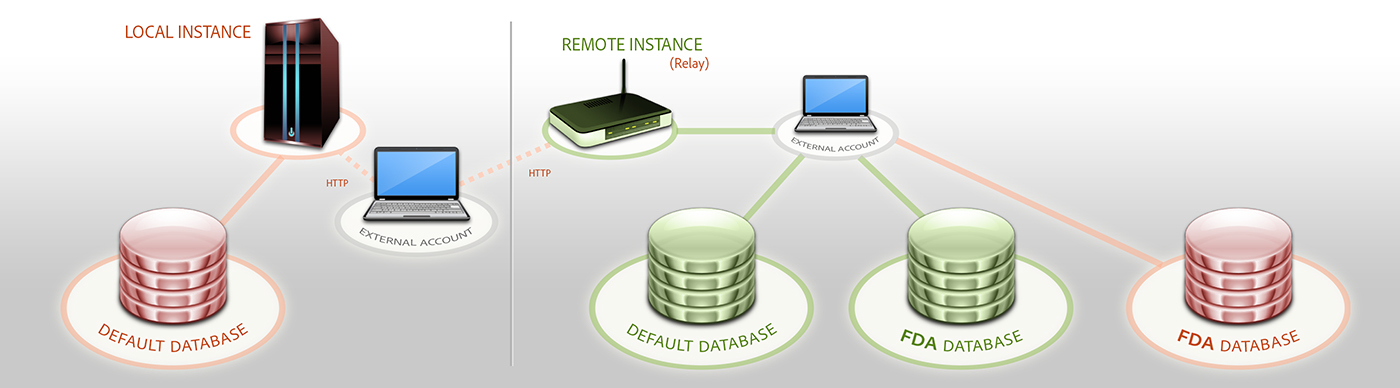 LOCAL INSTANCE
HTTP
EXTERNAL ACCOUNT
DEFAULT DATABASE
REMOTE INSTANCE
(Relay)
HTTP
EXTERNAL ACCOUNT
DEFAULT DATABASE
FDA DATABASE
FDA DATABASE